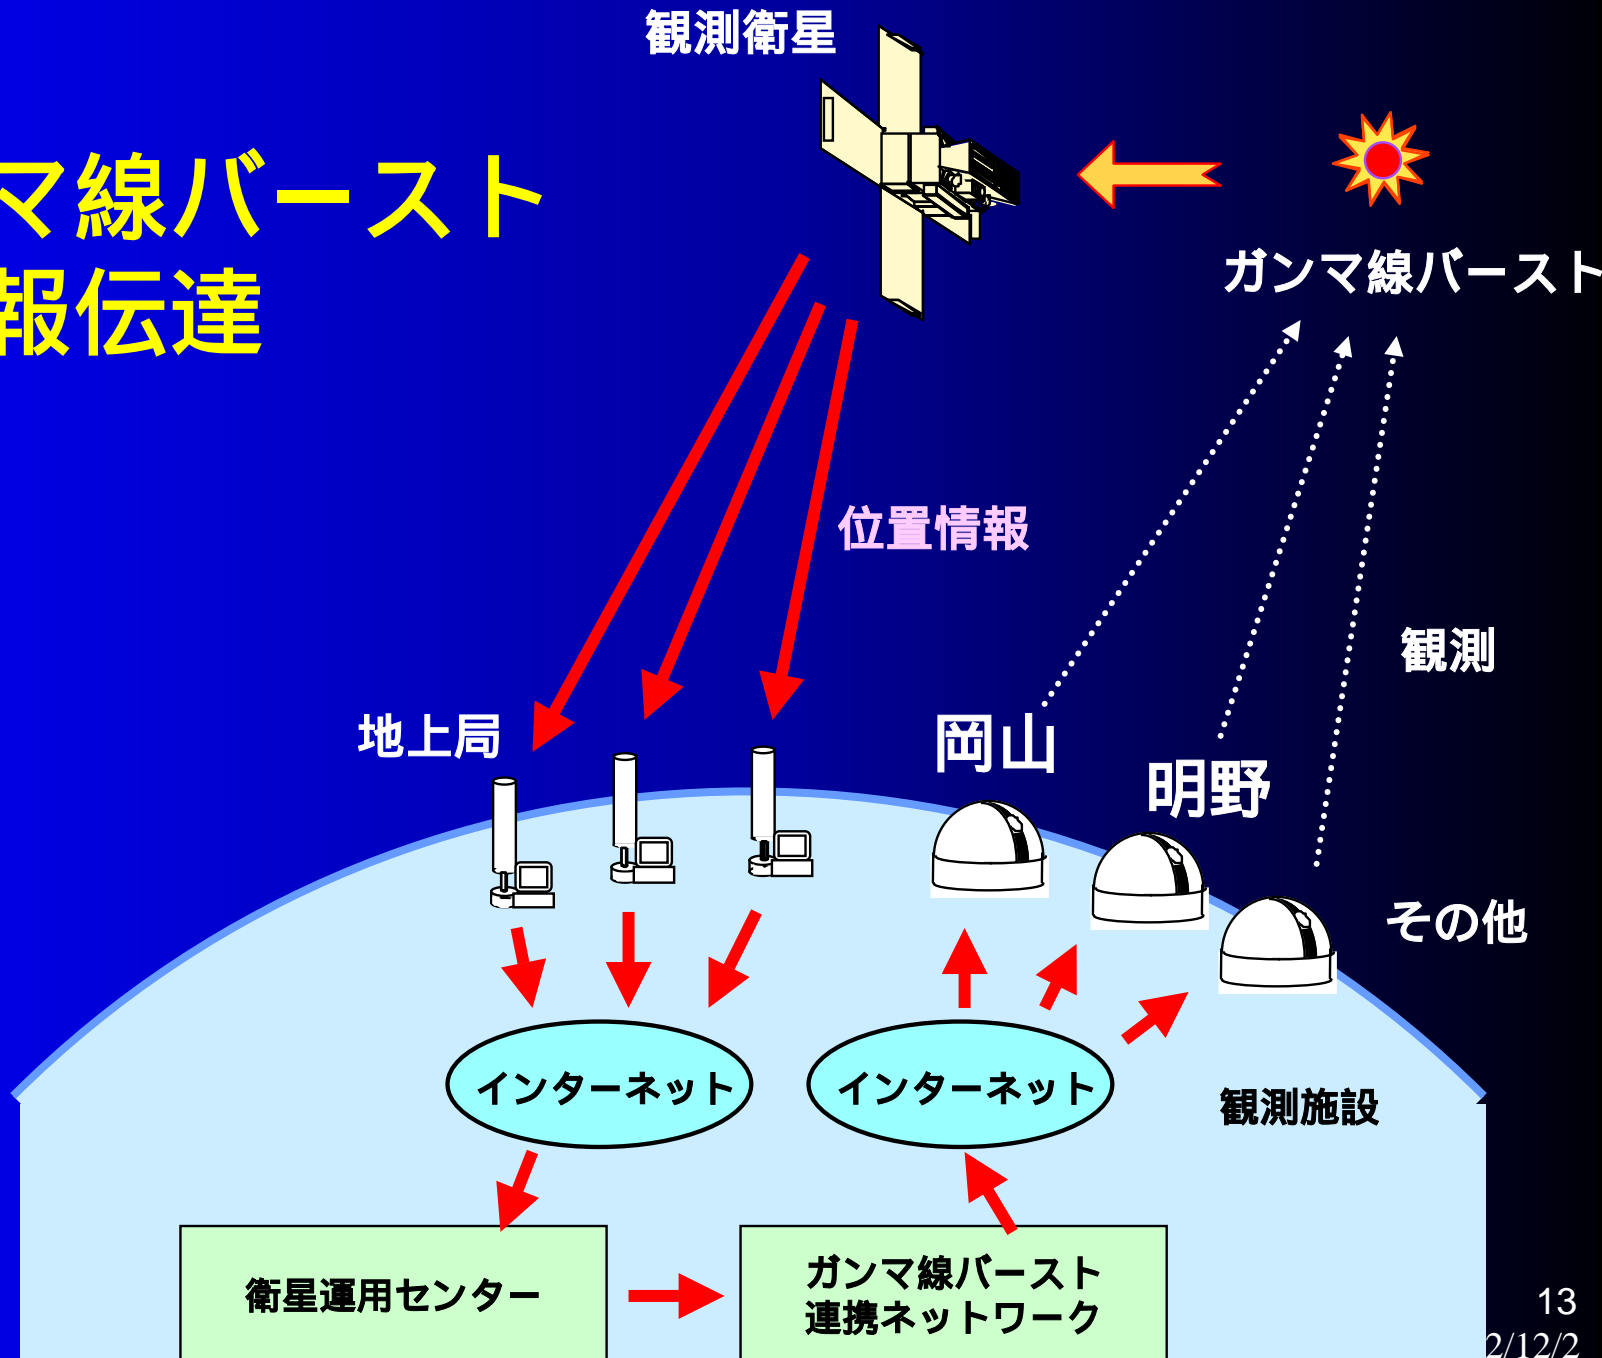 観測衛星
マ線バースト
報伝達
ガンマ線バースト
位置情報
観測
地上局
岡山
明野
その他
インターネット
インターネット
観測施設
衛星運用センター
ガンマ線バースト
連携ネットワーク
13
2/12/2